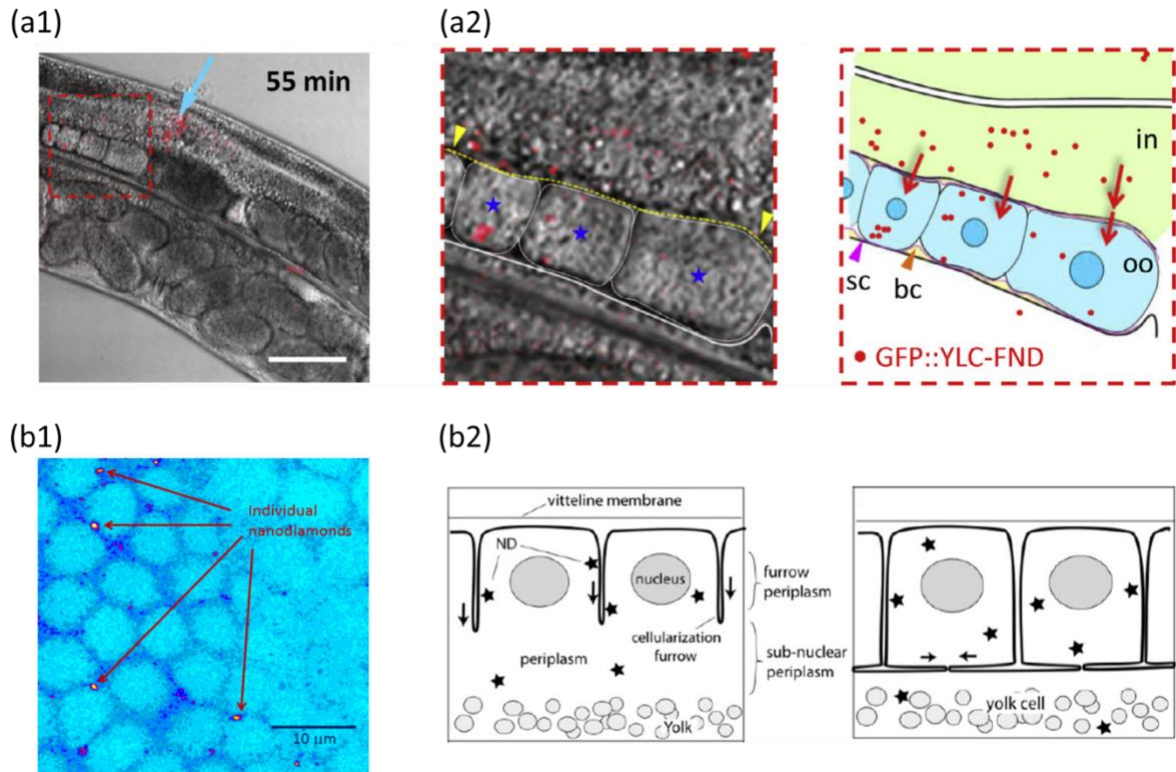 (a1)
55 min
(a2)
in
oo
sc
bc
GFP::YLC-FND
(b1)
Individual
nanodiamonds
10 μm
(b2)
vitteline membrane
ND
nucleus
furrow
periplasm
cellularization
furrow
periplasm
sub-nuclear
periplasm
Yolk
yolk cell